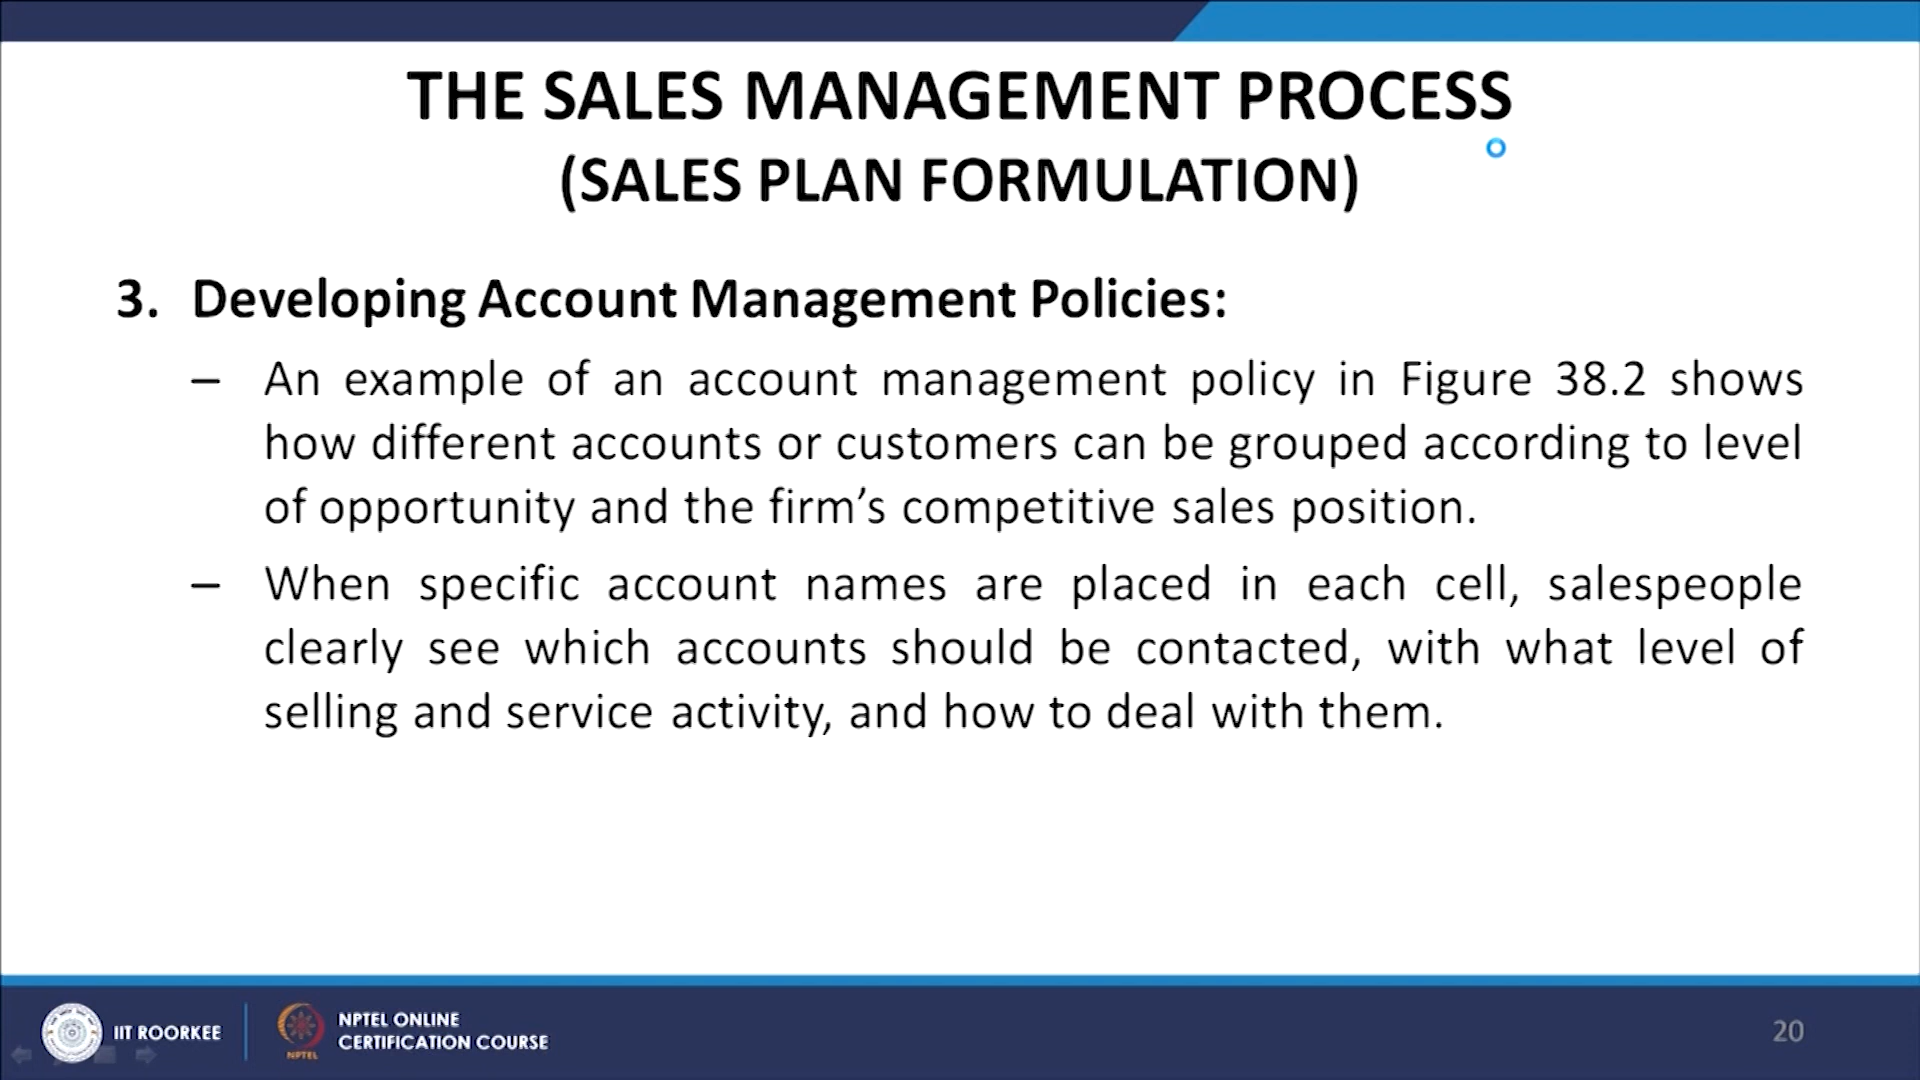 THE SALES MANAGEMENT PROCESS
(SALES PLAN FORMULATION)
3. Developing Account Management Policies:
– An example of an account management policy in Figure 38.2 shows
how different accounts or customers can be grouped according to level
of opportunity and the firm’s competitive sales position.
– When specific account names are placed in each cell, salespeople
clearly see which accounts should be contacted, with what level of
selling and service activity, and how to deal with them.
IIT ROORKEE
NPTEL
NPTEL ONLINE
CERTIFICATION COURSE
20